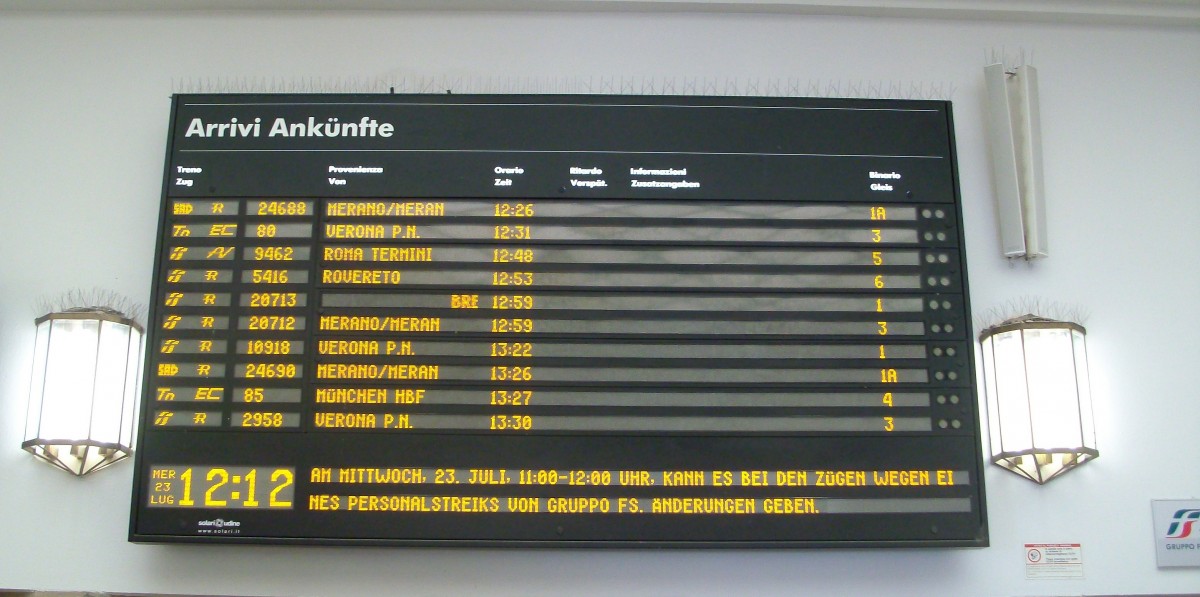 Arrivi Ankünfte
Treno Provenienza Orario Ritardo Informazioni Binario
Zug Von Zeit Verspät. Zusatzangaben Gleis
SAD R 24688 MERANO/MERAN 12:26 1A
Tn EC 80 VERONA P.N. 12:31 3
AV 9462 ROMA TERMINI 12:48 5
R 5416 ROVERETO 12:53 6
R 20713 BRE 12:59 1
R 20712 MERANO/MERAN 12:59 3
R 10918 VERONA P.N. 13:22 1
SAD R 24690 MERANO/MERAN 13:26 1A
Tn EC 85 MÜNCHEN HBF 13:27 4
R 2958 VERONA P.N. 13:30 3
MER 23 LUG 12:12
AM MITTWOCH, 23. JULI, 11:00-12:00 UHR, KANN ES BEI DEN ZÜGEN WEGEN EI
NES PERSONALSTREIKS VON GRUPPO FS. ÄNDERUNGEN GEBEN.
solari udine
www.solari.it
GRUPPO F